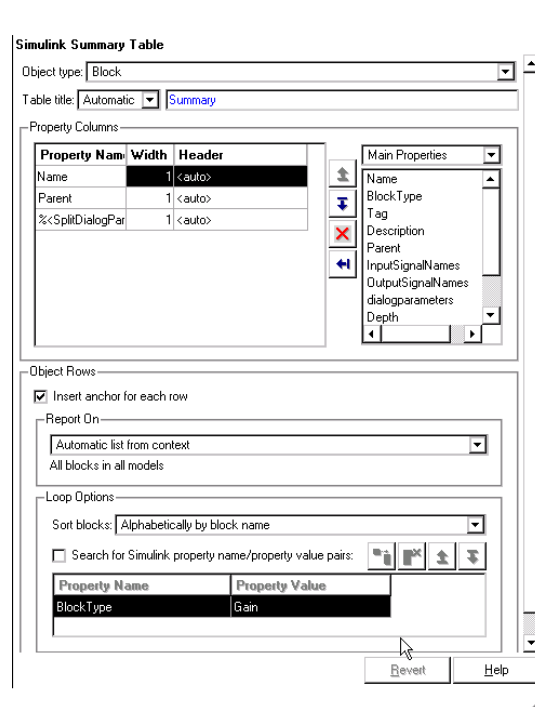 Simulink Summary Table
Object type: Block
Table title: Automatic Summary
Property Columns
Property Nam Width Header
Name 1 <auto>
Parent 1 <auto>
%<SplitDialogPar 1 <auto>
Main Properties
Name
BlockType
Tag
Description
Parent
InputSignalNames
OutputSignalNames
dialogparameters
Depth
Object Rows
Insert anchor for each row
Report On
Automatic list from context
All blocks in all models
Loop Options
Sort blocks: Alphabetically by block name
Search for Simulink property name/property value pairs:
Property Name Property Value
BlockType Gain
Revert Help